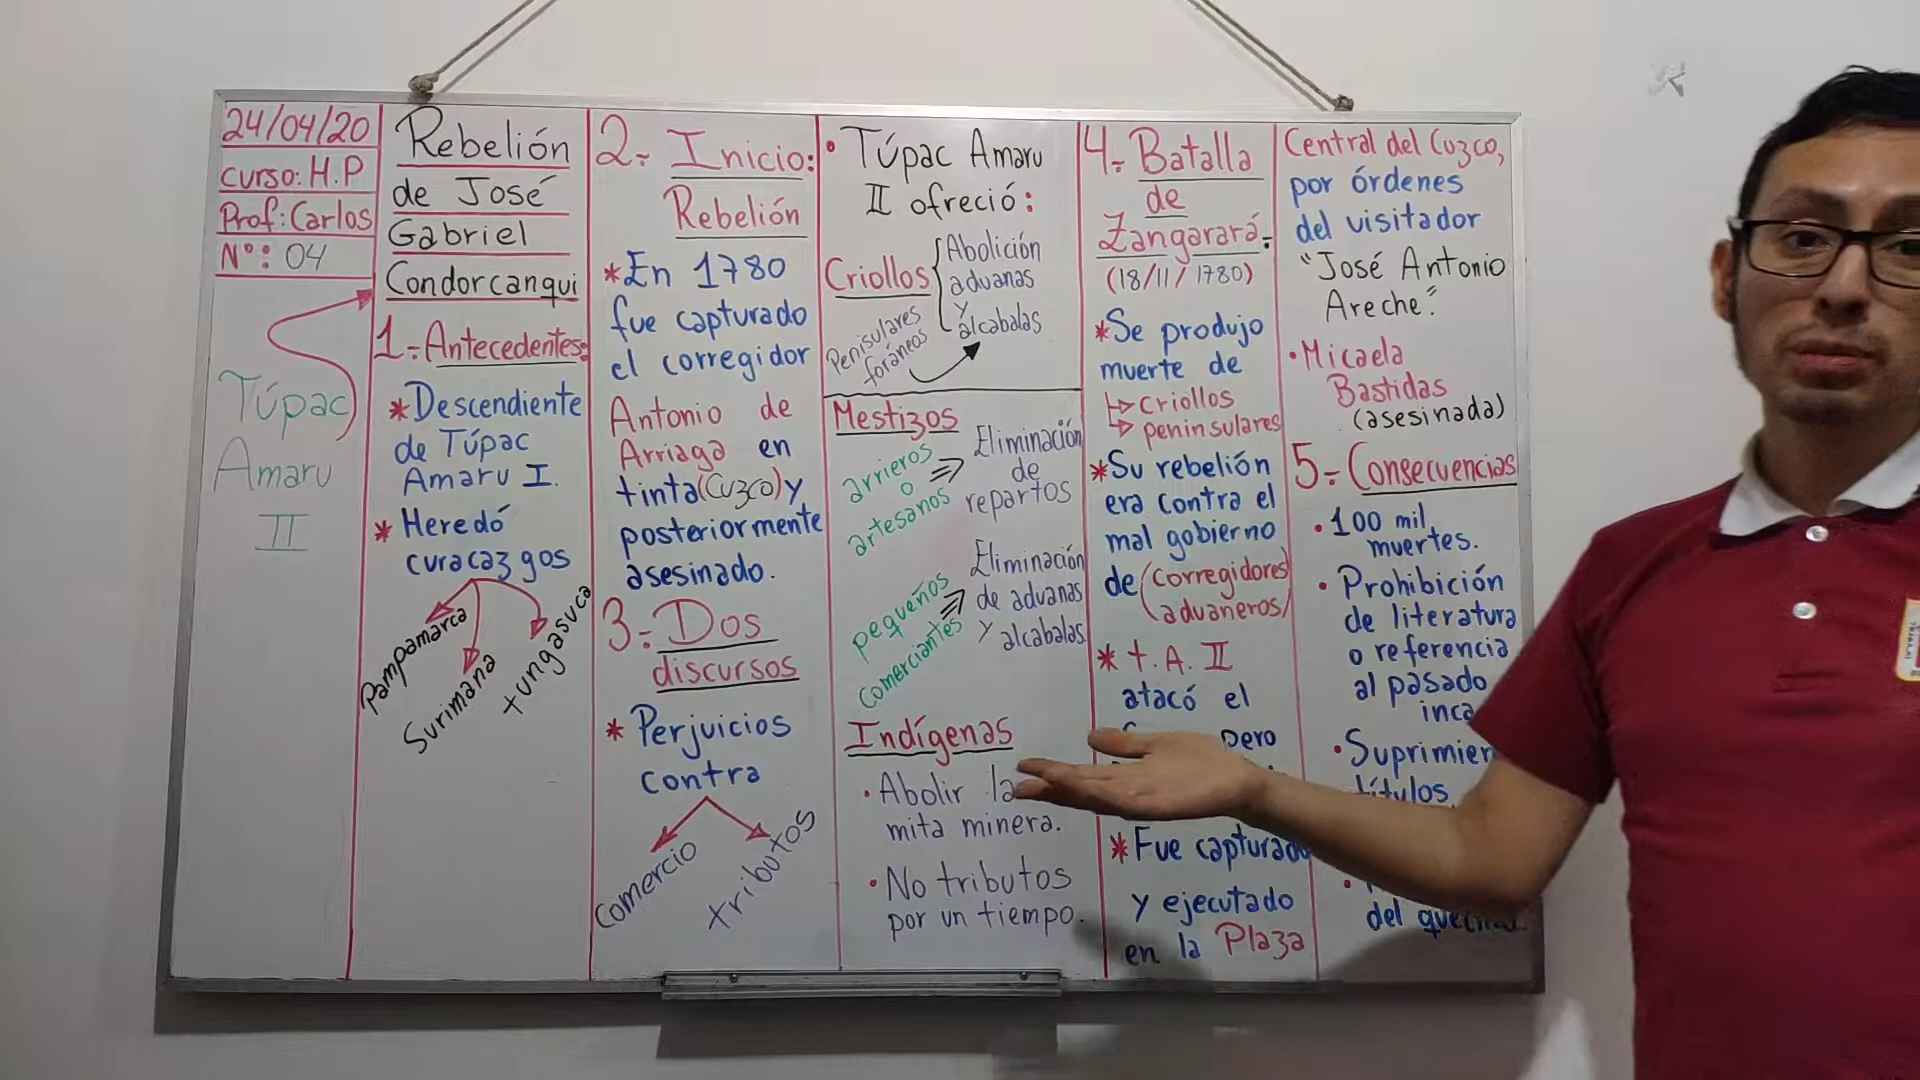 24/04/20
curso: H.P
Prof: Carlos
N°: 04
Túpac
Amaru
II
Rebelión
de José
Gabriel
Condorcanqui
1.- Antecedentes:
* Descendiente
de Túpac
Amaru I.
* Heredó
curacazgos
Pampamarca
Surimana
tungasuca
2.- Inicio:
Rebelión
* En 1780
fue capturado
el corregidor
Antonio de
Arriaga en
tinta (Cuzco) y
posteriormente
asesinado.
3.- Dos
discursos
* Perjuicios
contra
Comercio
tributos
• Túpac Amaru
II ofreció:
Criollos
Abolición
aduanas
y
alcabalas
Penisulares
foráneos
Mestizos
arrieros
o
artesanos
Eliminación
de
repartos
pequeños
Comerciantes
Eliminación
de aduanas
y alcabalas
Indígenas
• Abolir la
mita minera.
• No tributos
por un tiempo.
4.- Batalla
de
Zangarará.-
(18/11/1780)
* Se produjo
muerte de
criollos
peninsulares
* Su rebelión
era contra el
mal gobierno
de (corregidores
aduaneros)
* t. A. II
atacó el
pero
* Fue capturado
y ejecutado
en la Plaza
Central del Cuzco,
por órdenes
del visitador
"José Antonio
Areche".
• Micaela
Bastidas
(asesinada)
5.- Consecuencias
• 100 mil
muertes.
• Prohibición
de literatura
o referencia
al pasado
inca
• Suprimier
títulos
del